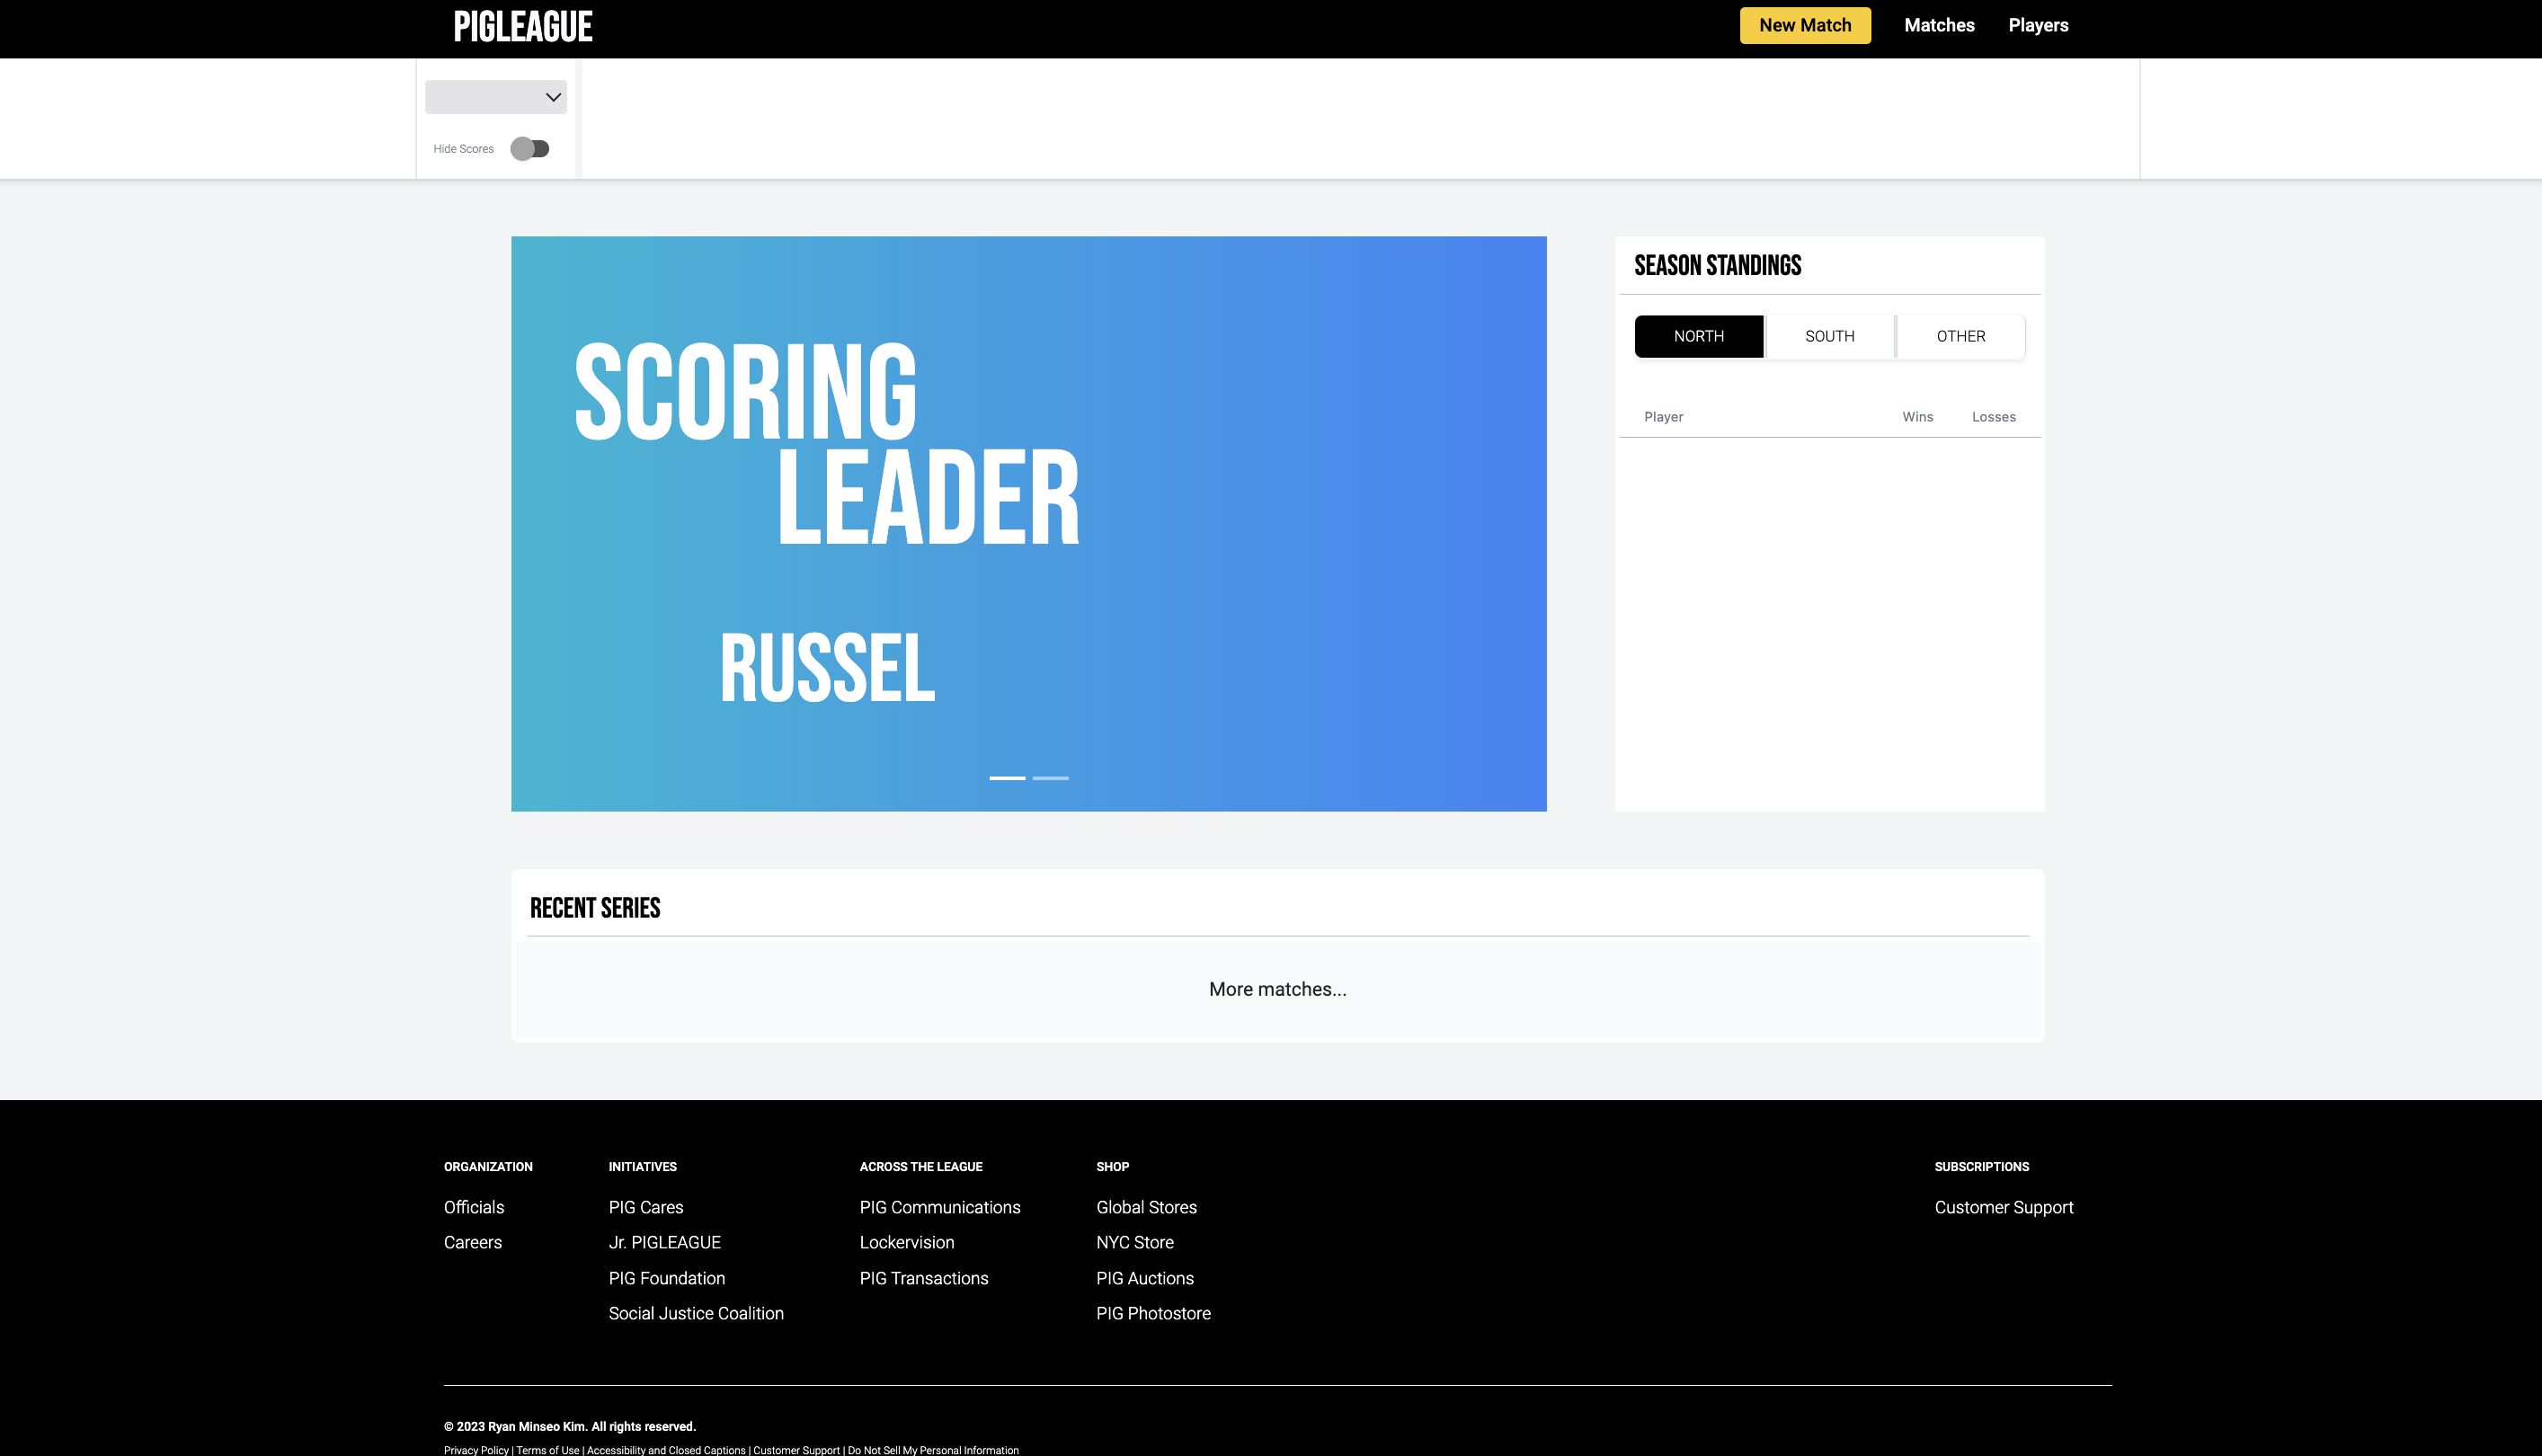 PIGLEAGUE
New Match Matches Players
Hide Scores
SCORING
LEADER
RUSSEL
SEASON STANDINGS
NORTH SOUTH OTHER
Player Wins Losses
RECENT SERIES
More matches...
ORGANIZATION
Officials
Careers
INITIATIVES
PIG Cares
Jr. PIGLEAGUE
PIG Foundation
Social Justice Coalition
ACROSS THE LEAGUE
PIG Communications
Lockervision
PIG Transactions
SHOP
Global Stores
NYC Store
PIG Auctions
PIG Photostore
SUBSCRIPTIONS
Customer Support
© 2023 Ryan Minseo Kim. All rights reserved.
Privacy Policy | Terms of Use | Accessibility and Closed Captions | Customer Support | Do Not Sell My Personal Information